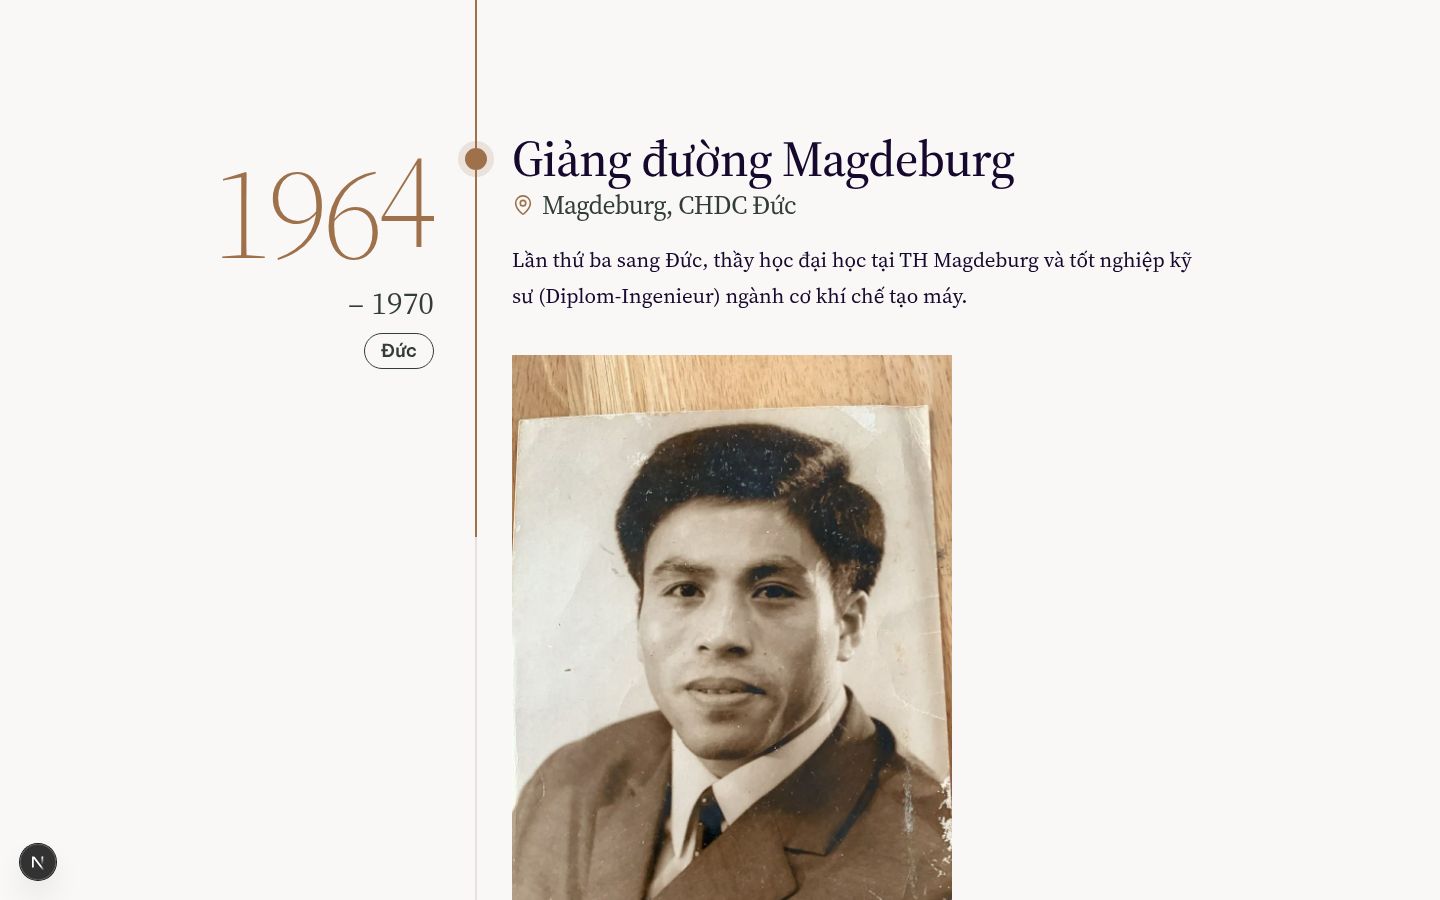 1964
– 1970
Đức
Giảng đường Magdeburg
Magdeburg, CHDC Đức
Lần thứ ba sang Đức, thầy học đại học tại TH Magdeburg và tốt nghiệp kỹ
sư (Diplom-Ingenieur) ngành cơ khí chế tạo máy.
N